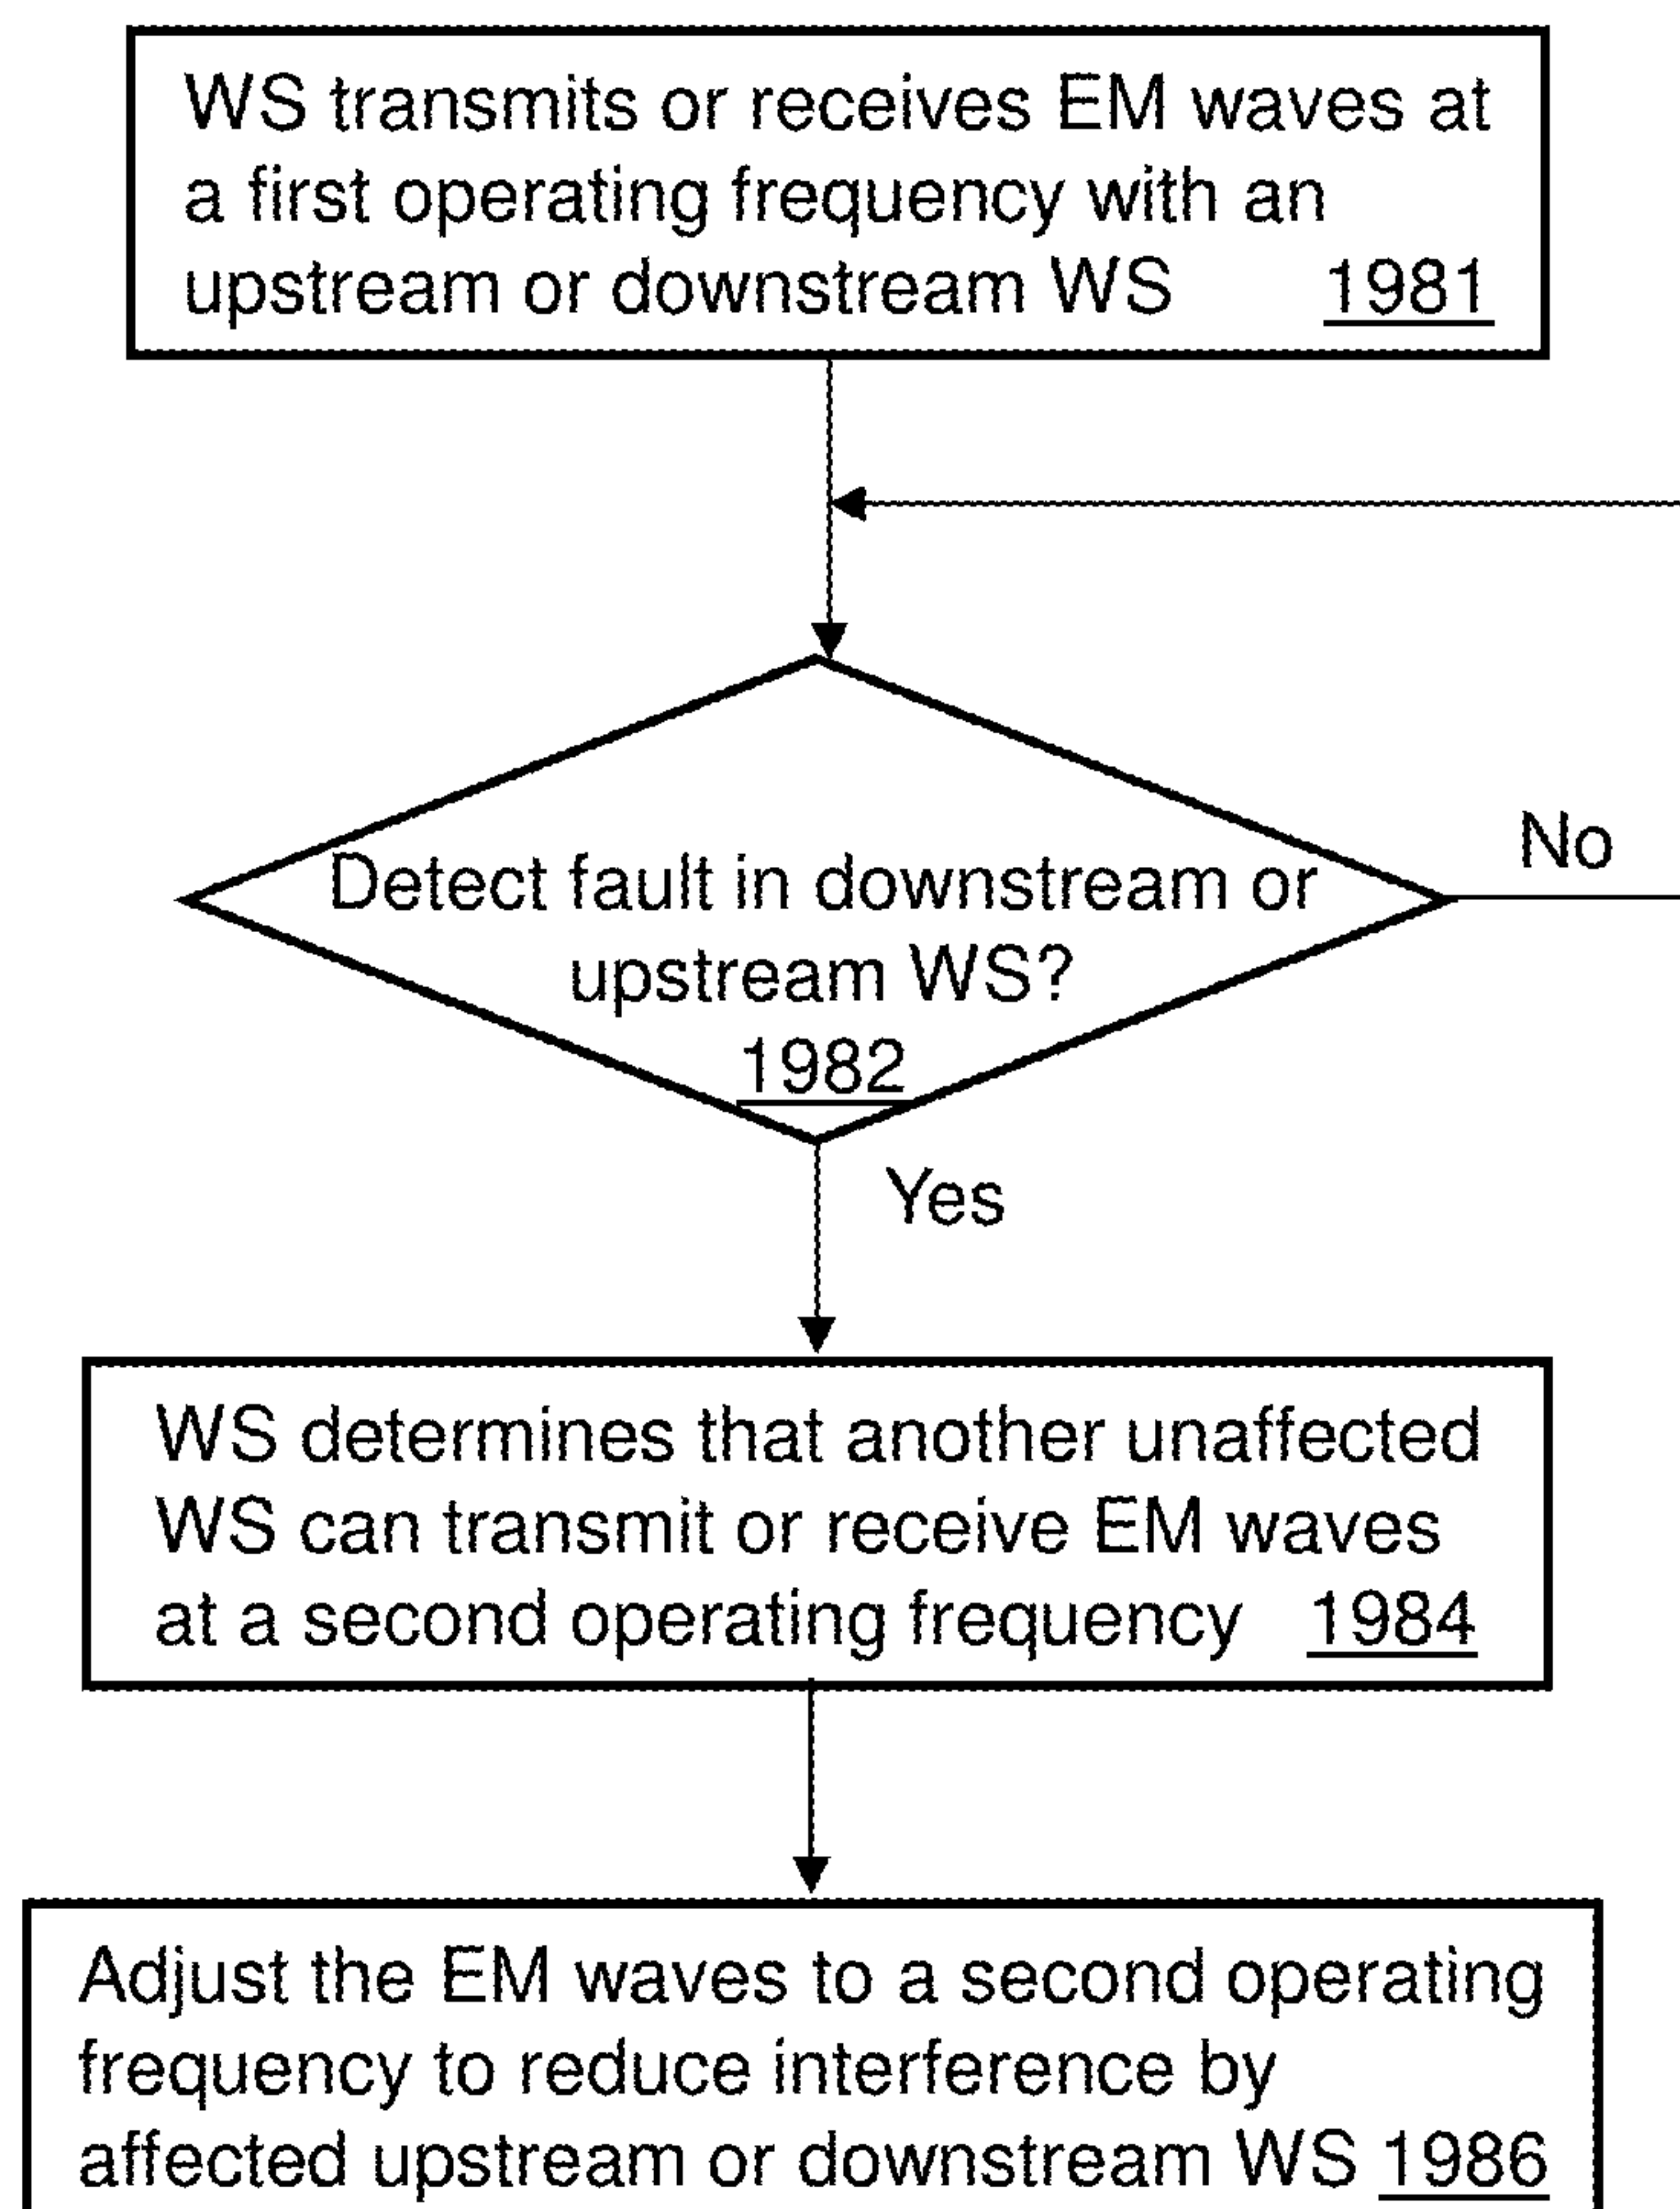 WS transmits or receives EM waves at
a first operating frequency with an
upstream or downstream WS 1981
Detect fault in downstream or
upstream WS?
1982
No
Yes
WS determines that another unaffected
WS can transmit or receive EM waves
at a second operating frequency 1984
Adjust the EM waves to a second operating
frequency to reduce interference by
affected upstream or downstream WS 1986